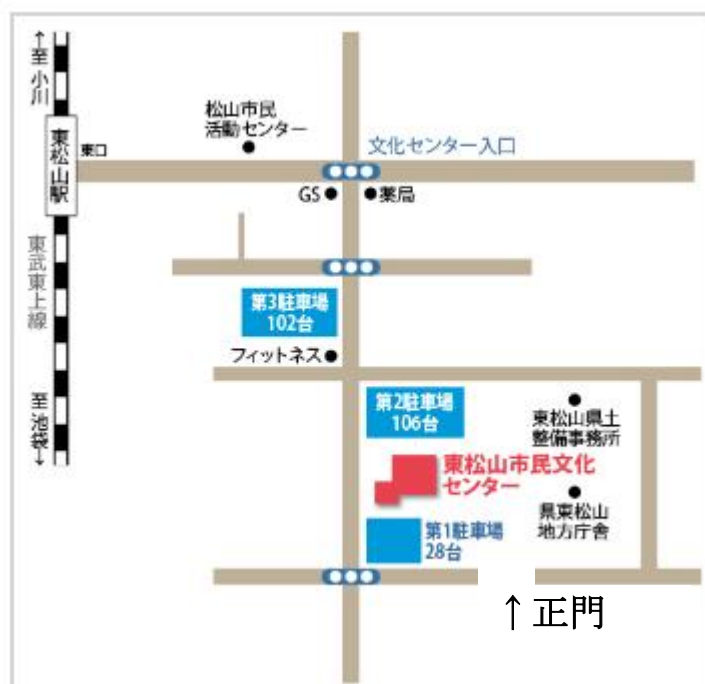 ↑至 小川
松山市民
活動センター
東松山駅
東口
文化センター入口
GS
薬局
東武東上線
第3駐車場
102台
フィットネス
至 池袋→
第2駐車場
106台
東松山県土
整備事務所
東松山市民文化
センター
県東松山
地方庁舎
第1駐車場
28台
↑正門